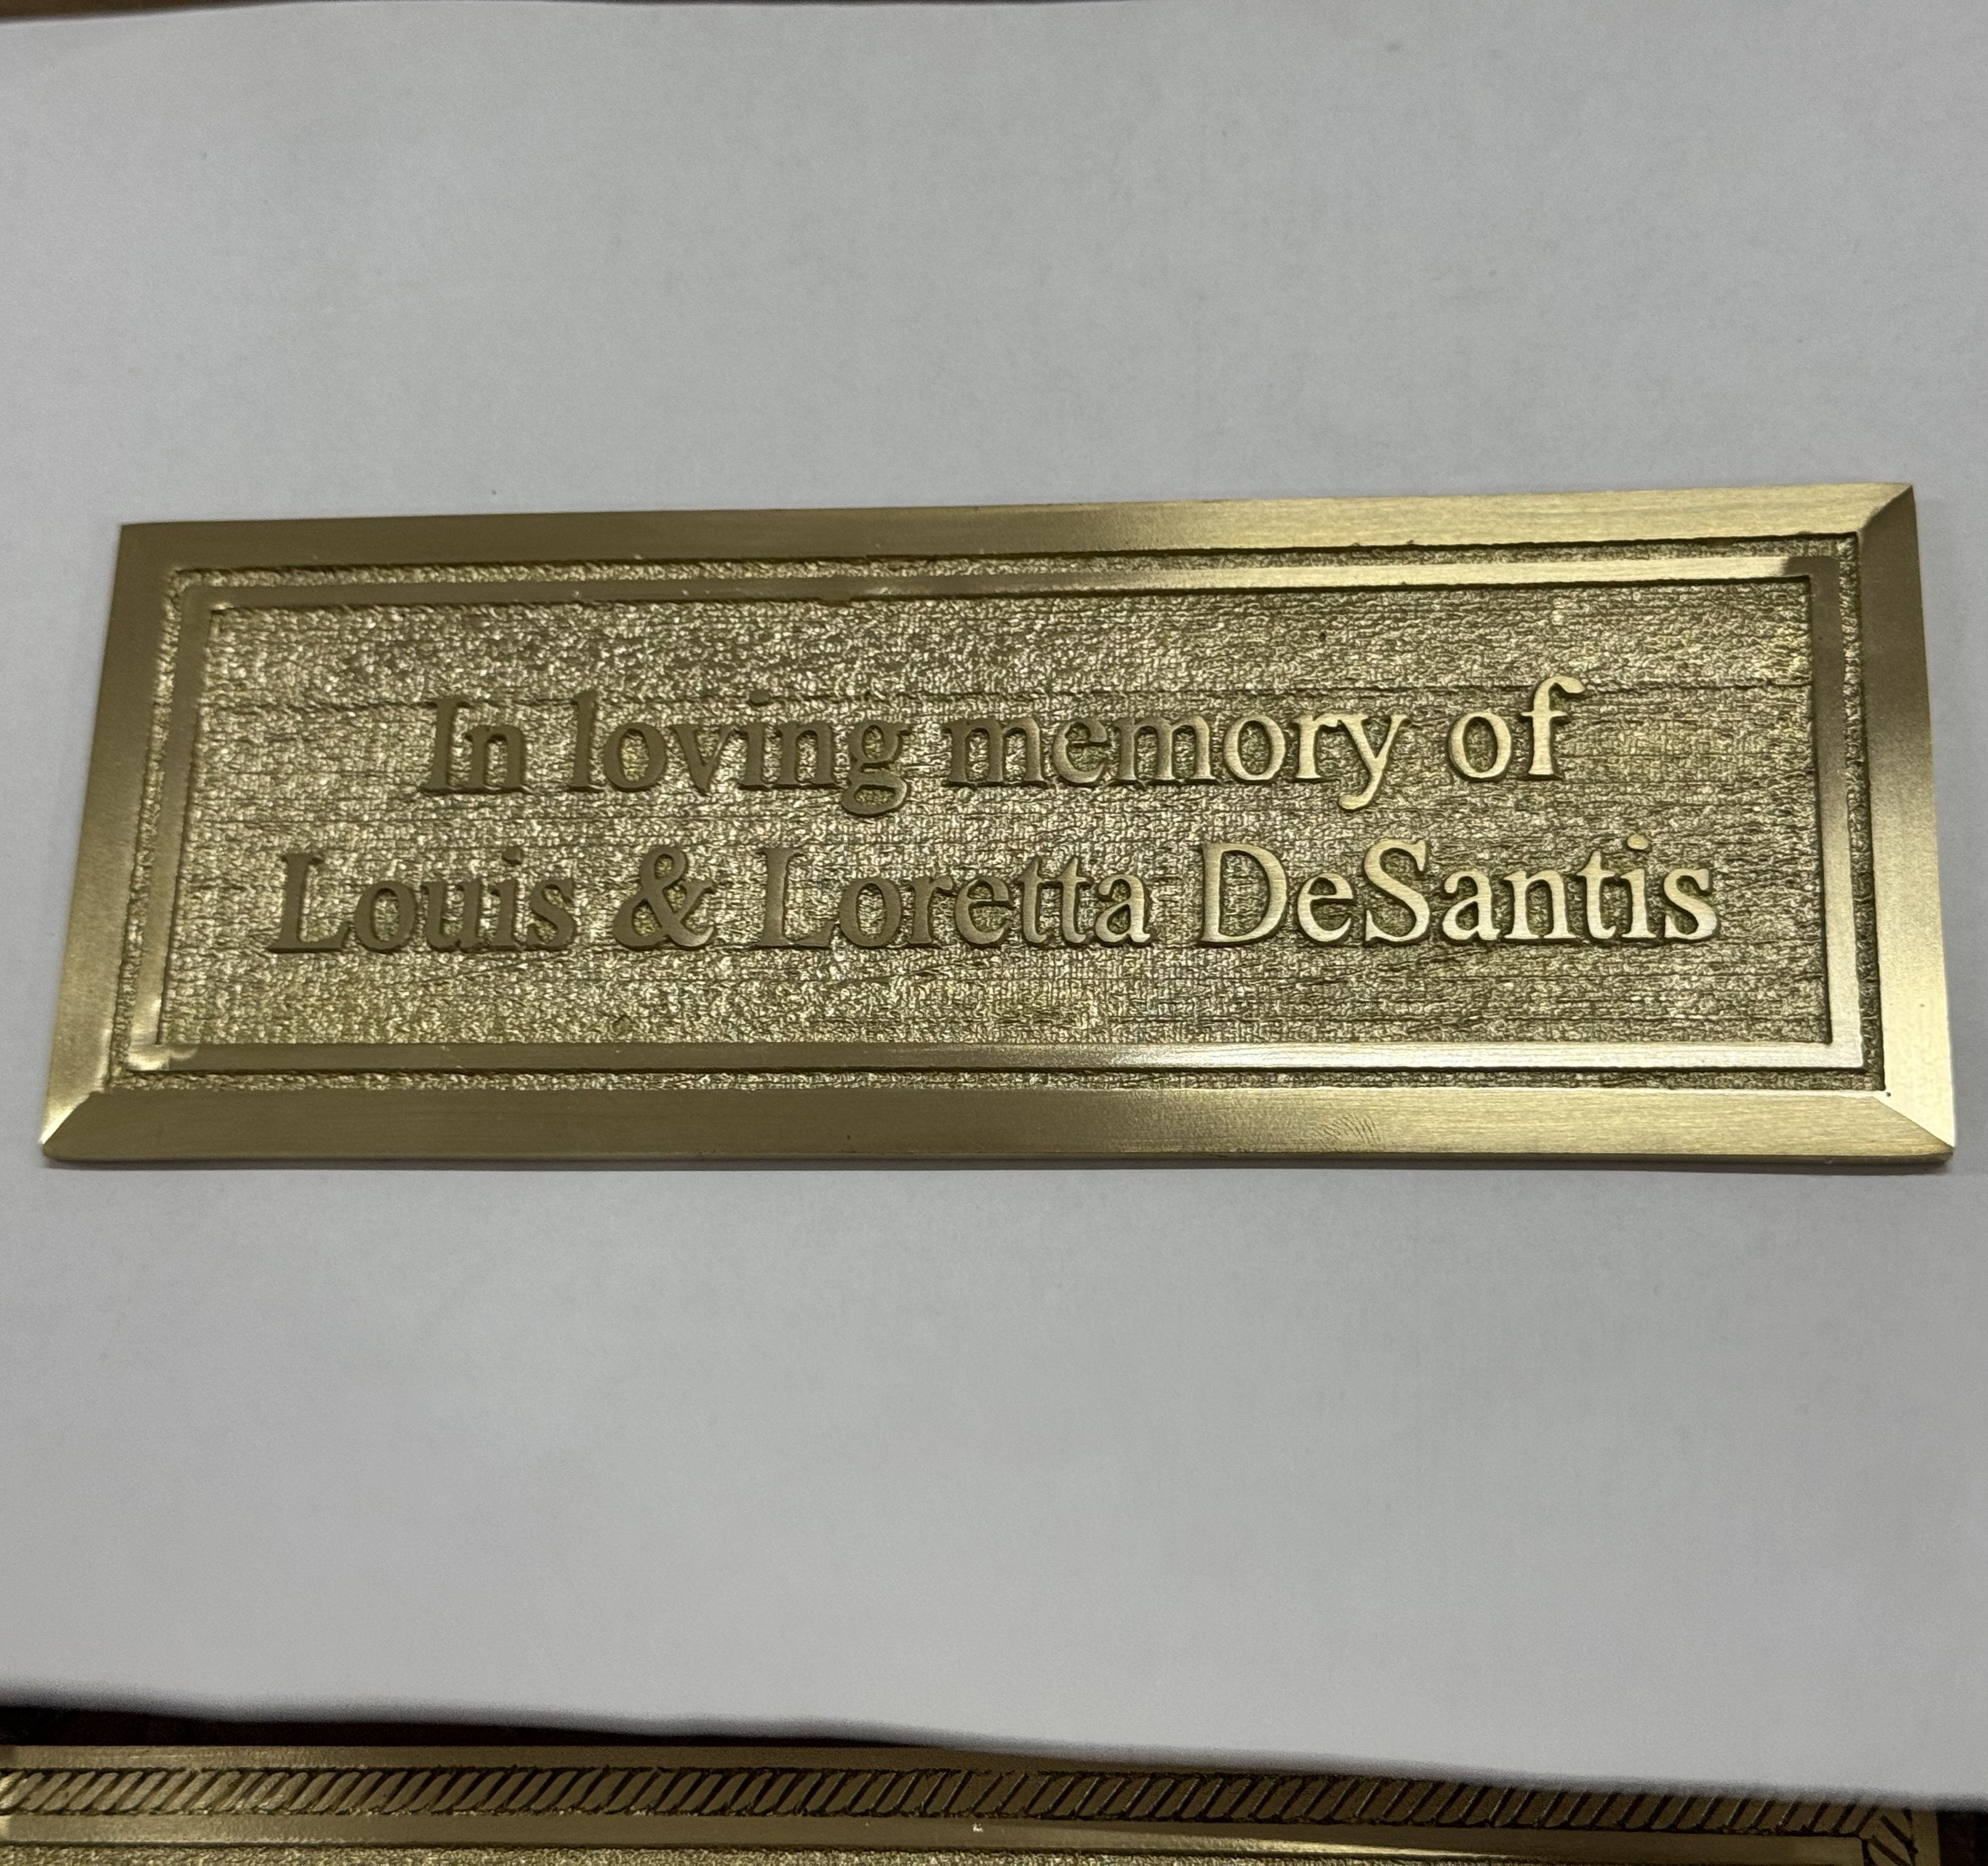 In loving memory of
Louis & Loretta DeSantis